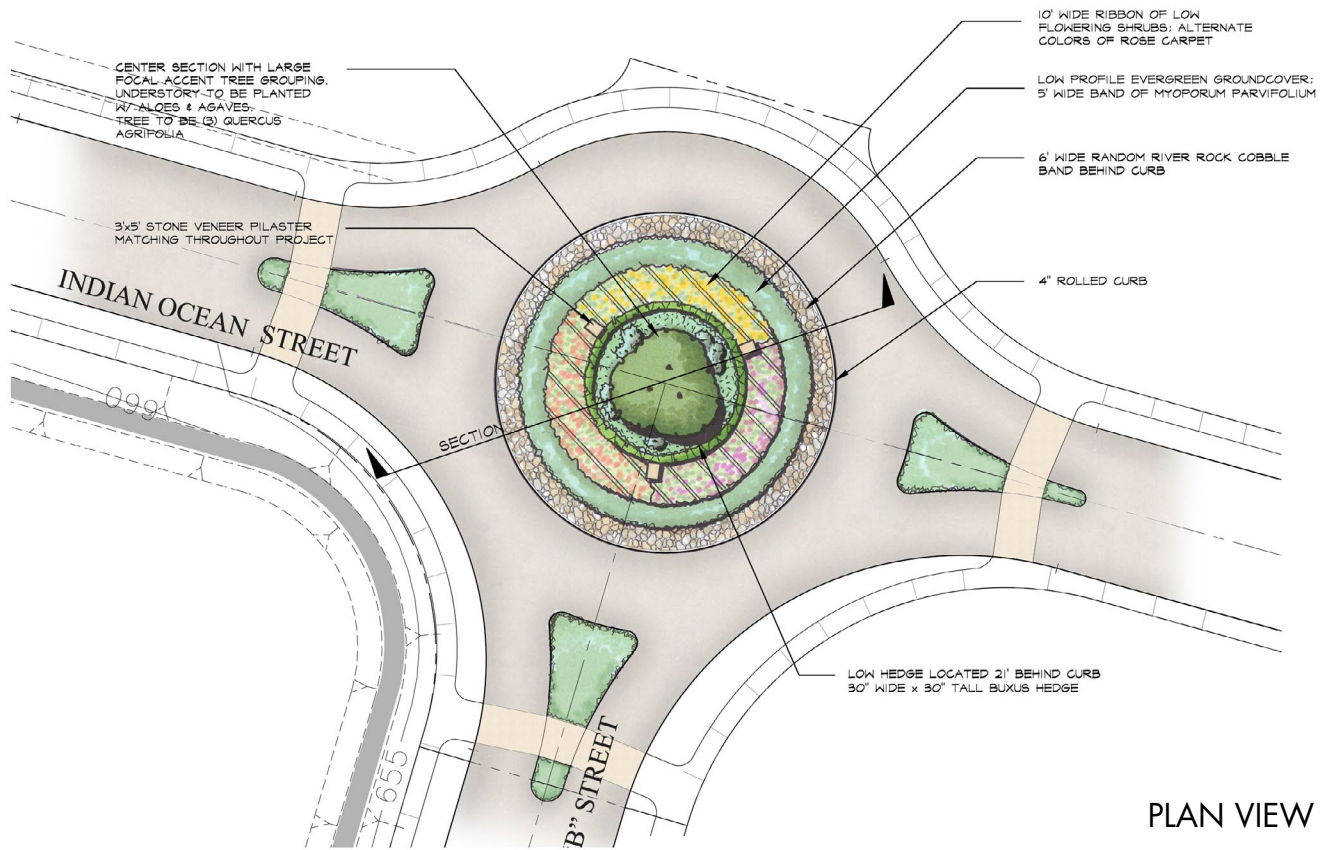 10' WIDE RIBBON OF LOW
FLOWERING SHRUBS; ALTERNATE
COLORS OF ROSE CARPET
CENTER SECTION WITH LARGE
FOCAL ACCENT TREE GROUPING.
UNDERSTORY TO BE PLANTED
W/ ALOES & AGAVES.
TREE TO BE (3) QUERCUS
AGRIFOLIA
LOW PROFILE EVERGREEN GROUNDCOVER;
5' WIDE BAND OF MYOPORUM PARVIFOLIUM
6' WIDE RANDOM RIVER ROCK COBBLE
BAND BEHIND CURB
3'x5' STONE VENEER PILASTER
MATCHING THROUGHOUT PROJECT
4" ROLLED CURB
INDIAN OCEAN STREET
660
SECTION
LOW HEDGE LOCATED 21' BEHIND CURB
30" WIDE x 30" TALL BUXUS HEDGE
655
"B" STREET
PLAN VIEW